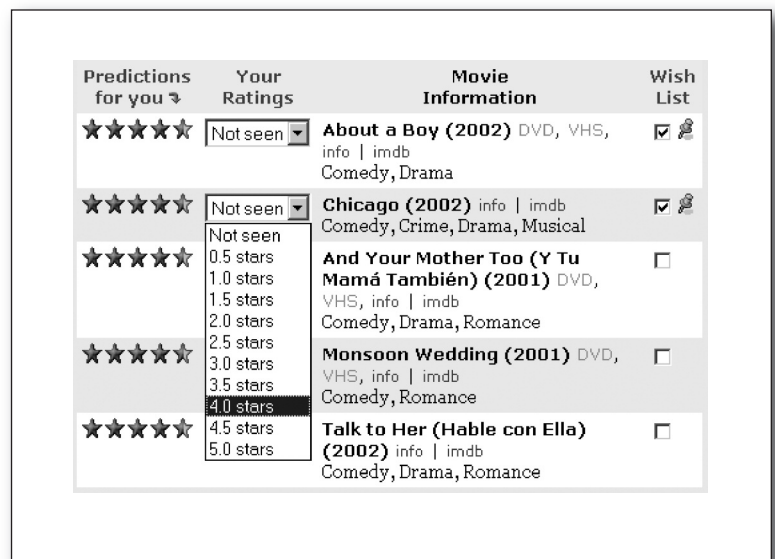 Predictions for you
Your Ratings
Movie Information
Wish List
Not seen
About a Boy (2002) DVD, VHS,
info | imdb
Comedy, Drama
Not seen
Chicago (2002) info | imdb
Comedy, Crime, Drama, Musical
Not seen
0.5 stars
1.0 stars
1.5 stars
2.0 stars
2.5 stars
3.0 stars
3.5 stars
4.0 stars
4.5 stars
5.0 stars
And Your Mother Too (Y Tu
Mamá También) (2001) DVD,
VHS, info | imdb
Comedy, Drama, Romance
Monsoon Wedding (2001) DVD,
VHS, info | imdb
Comedy, Romance
Talk to Her (Hable con Ella)
(2002) info | imdb
Comedy, Drama, Romance